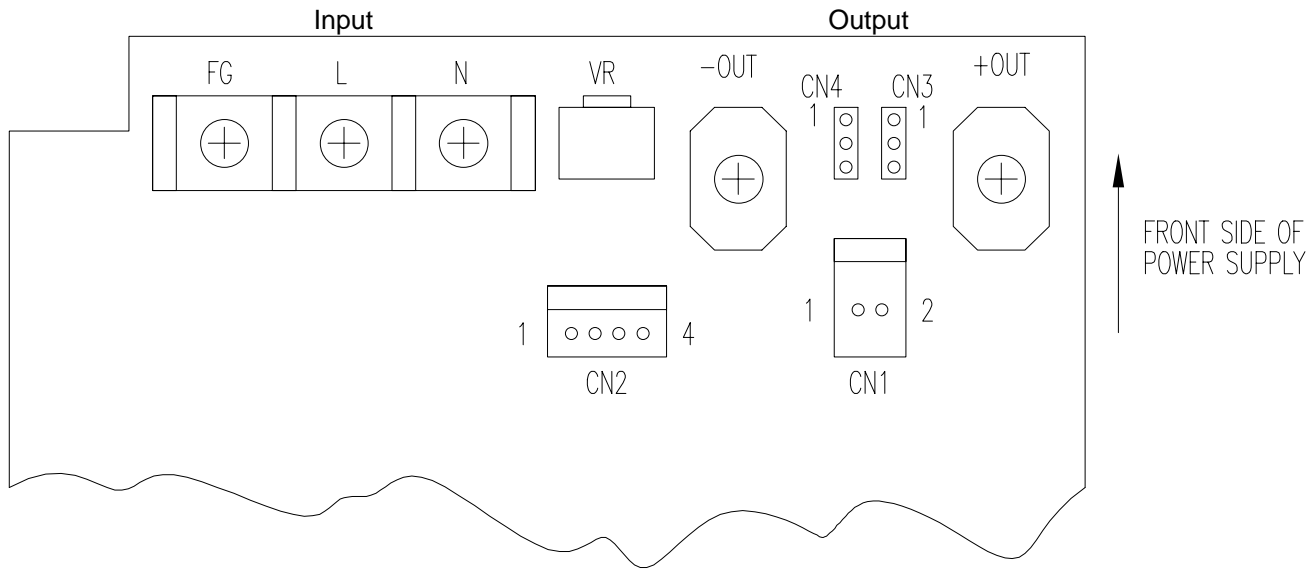 Input
Output
FG L N VR -OUT CN4 CN3 +OUT
1 1
FRONT SIDE OF
POWER SUPPLY
1 4 1 2
CN2 CN1